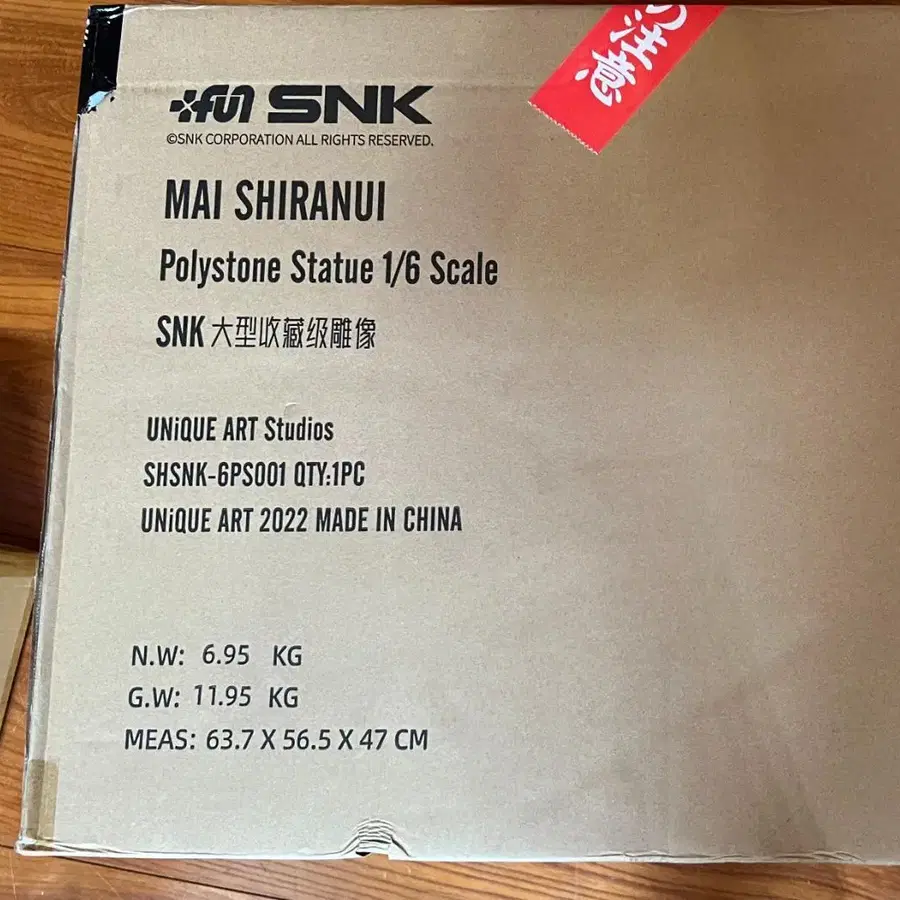 SNK
©SNK CORPORATION ALL RIGHTS RESERVED.
MAI SHIRANUI
Polystone Statue 1/6 Scale
SNK 大型收藏级雕像
UNiQUE ART Studios
SHSNK-6PS001 QTY:1PC
UNiQUE ART 2022 MADE IN CHINA
N.W: 6.95 KG
G.W: 11.95 KG
MEAS: 63.7 X 56.5 X 47 CM
注意